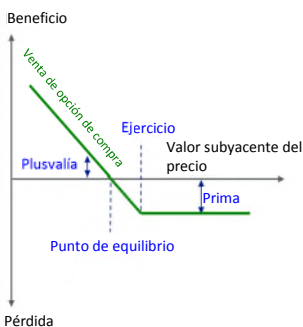 Beneficio
Venta de opción de compra
Ejercicio
Valor subyacente del
precio
Plusvalía
Prima
Punto de equilibrio
Pérdida